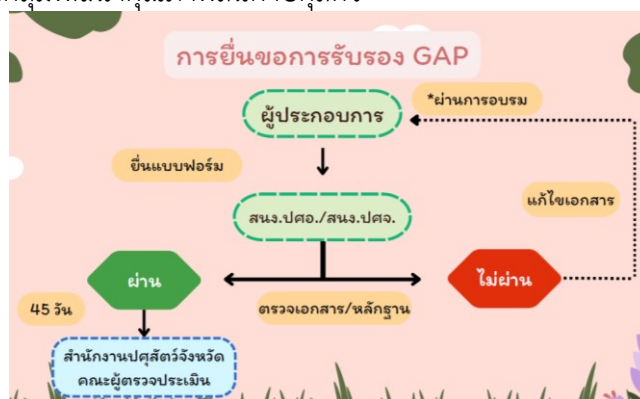 การยื่นขอการรับรอง GAP
ผู้ประกอบการ
*ผ่านการอบรม
ยื่นแบบฟอร์ม
แก้ไขเอกสาร
สนง.ปศอ./สนง.ปศจ.
ผ่าน
ไม่ผ่าน
45 วัน
ตรวจเอกสาร/หลักฐาน
สำนักงานปศุสัตว์จังหวัด
คณะผู้ตรวจประเมิน